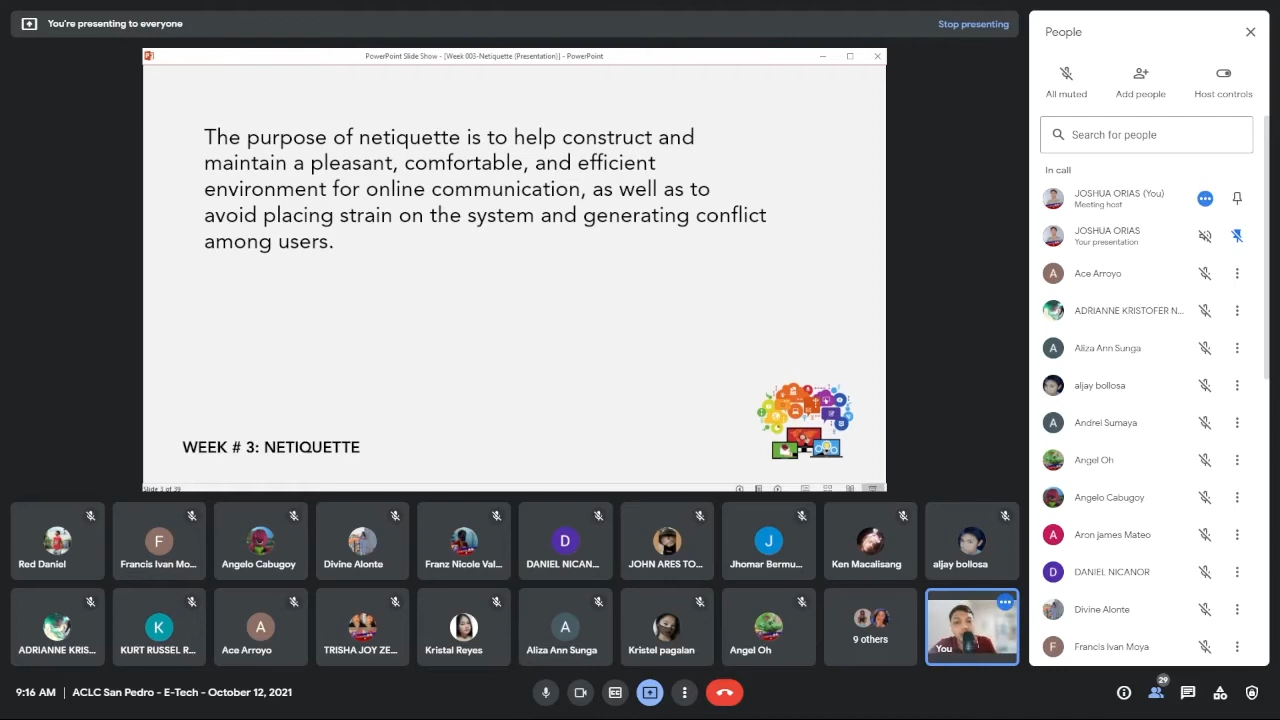 You're presenting to everyone
Stop presenting
PowerPoint Slide Show - [Week 003-Netiquette (Presentation)] - PowerPoint
The purpose of netiquette is to help construct and
maintain a pleasant, comfortable, and efficient
environment for online communication, as well as to
avoid placing strain on the system and generating conflict
among users.
WEEK # 3: NETIQUETTE
Slide 3 of 39
Red Daniel
Francis Ivan Mo...
Angelo Cabugoy
Divine Alonte
Franz Nicole Val...
DANIEL NICAN...
JOHN ARES TO...
Jhomar Bermu...
Ken Macalisang
aljay bollosa
ADRIANNE KRIS...
KURT RUSSEL R...
Ace Arroyo
TRISHA JOY ZE...
Kristal Reyes
Aliza Ann Sunga
Kristel pagalan
Angel Oh
9 others
You
F
D
J
K
A
A
9:16 AM | ACLC San Pedro - E-Tech - October 12, 2021
People
All muted
Add people
Host controls
Search for people
In call
JOSHUA ORIAS (You)
Meeting host
JOSHUA ORIAS
Your presentation
A Ace Arroyo
ADRIANNE KRISTOFER N...
A Aliza Ann Sunga
aljay bollosa
A Andrei Sumaya
Angel Oh
Angelo Cabugoy
A Aron james Mateo
D DANIEL NICANOR
Divine Alonte
F Francis Ivan Moya
29